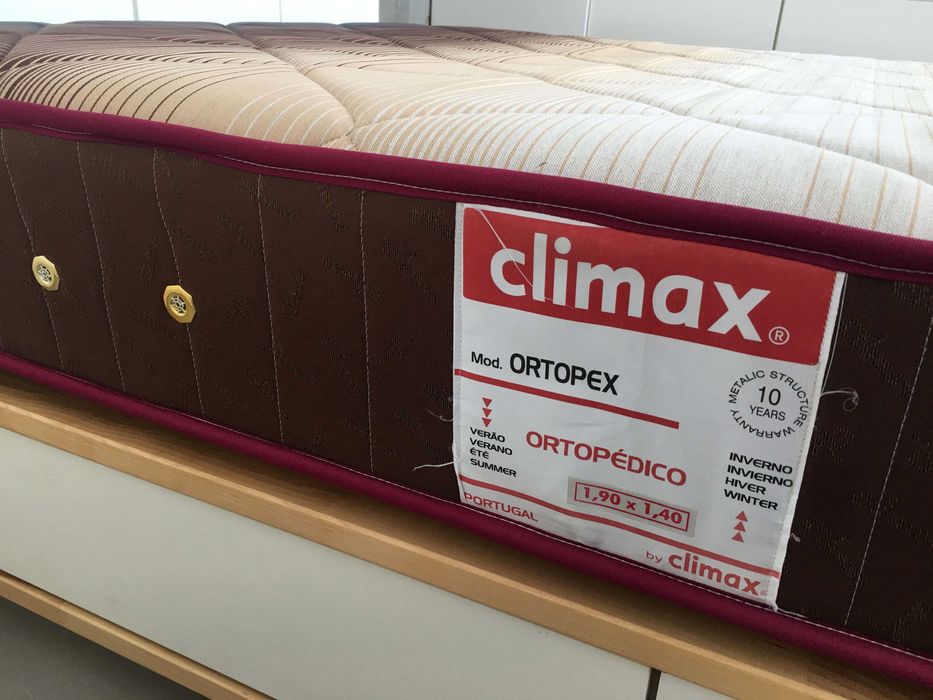 climax®
Mod. ORTOPEX
METALIC STRUCTURE
10
YEARS
WARRANTY
VERÃO
VERANO
ÉTÉ
SUMMER
ORTOPÉDICO
INVERNO
INVIERNO
HIVER
WINTER
1,90 x 1,40
PORTUGAL
by climax®